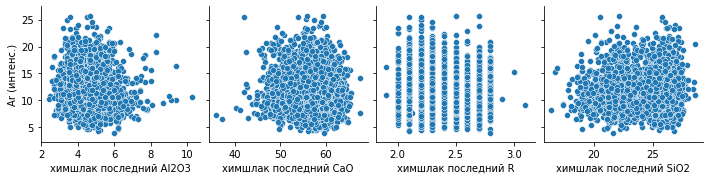 Ar (интенс.)
25
20
15
10
5
2 4 6 8 10
40 50 60
2.0 2.5 3.0
20 25
химшлак последний Al2O3
химшлак последний CaO
химшлак последний R
химшлак последний SiO2